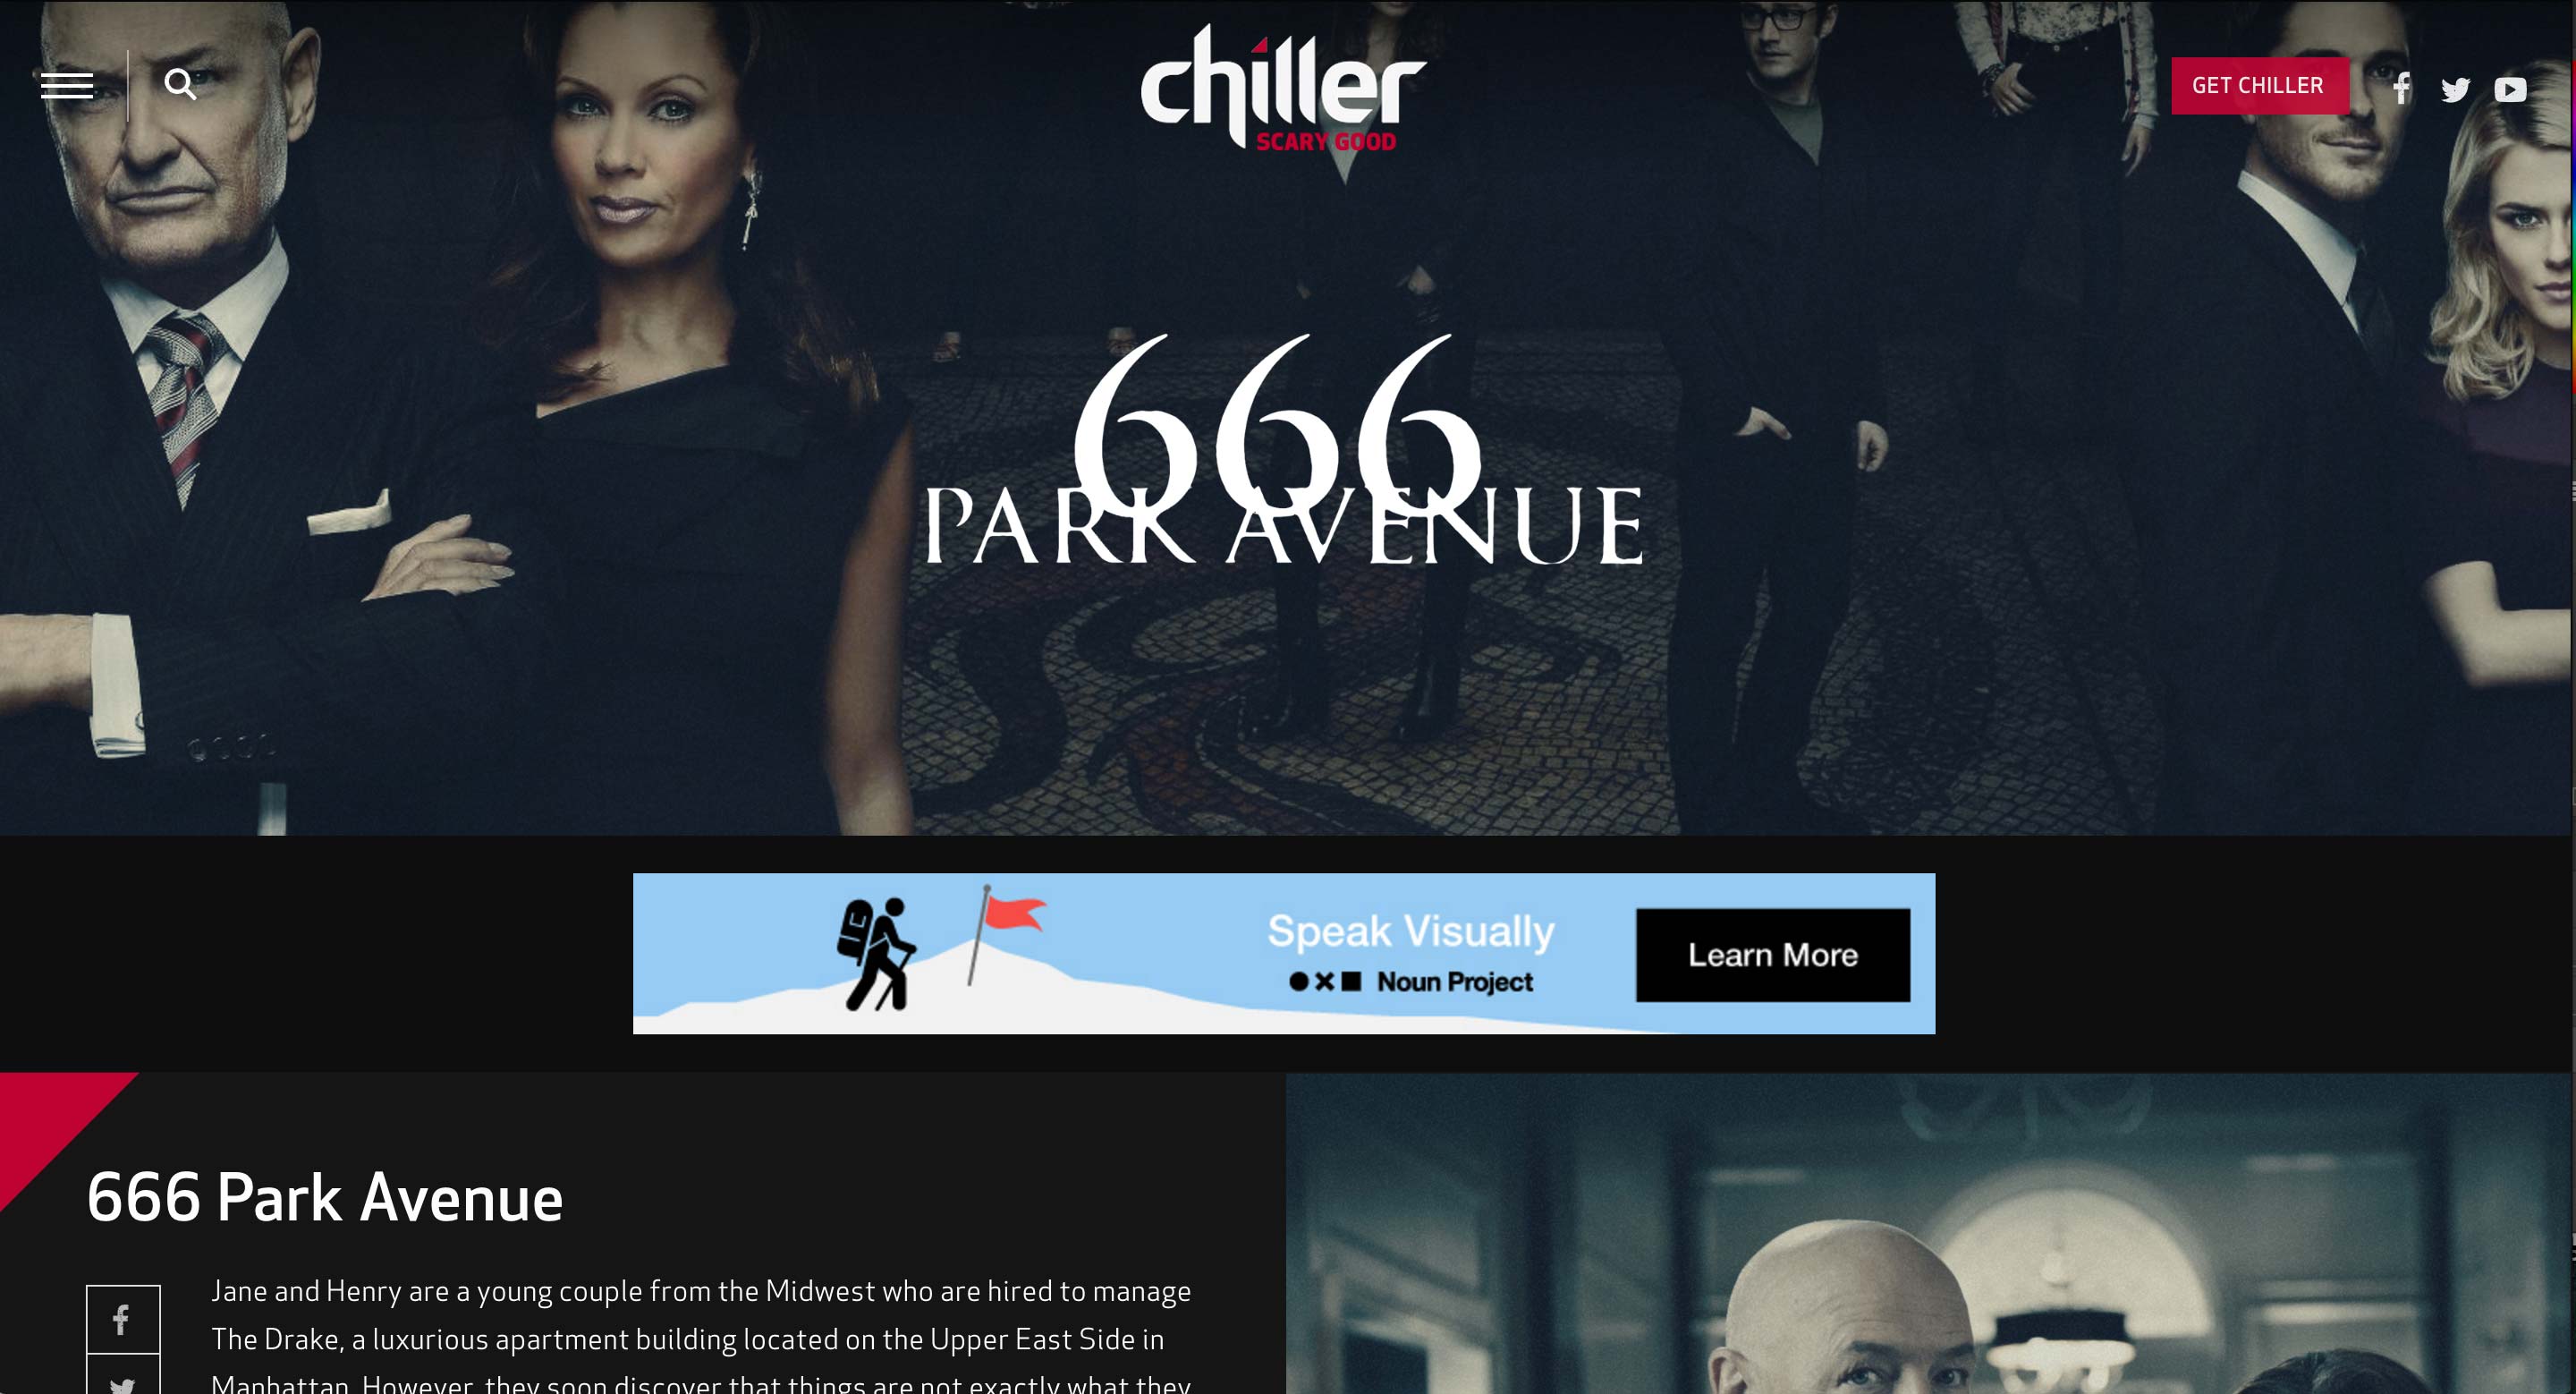 chiller
SCARY GOOD
GET CHILLER
666
PARK AVENUE
Speak Visually
Noun Project
Learn More
666 Park Avenue
Jane and Henry are a young couple from the Midwest who are hired to manage
The Drake, a luxurious apartment building located on the Upper East Side in
Manhattan. However, they soon discover that things are not exactly what they